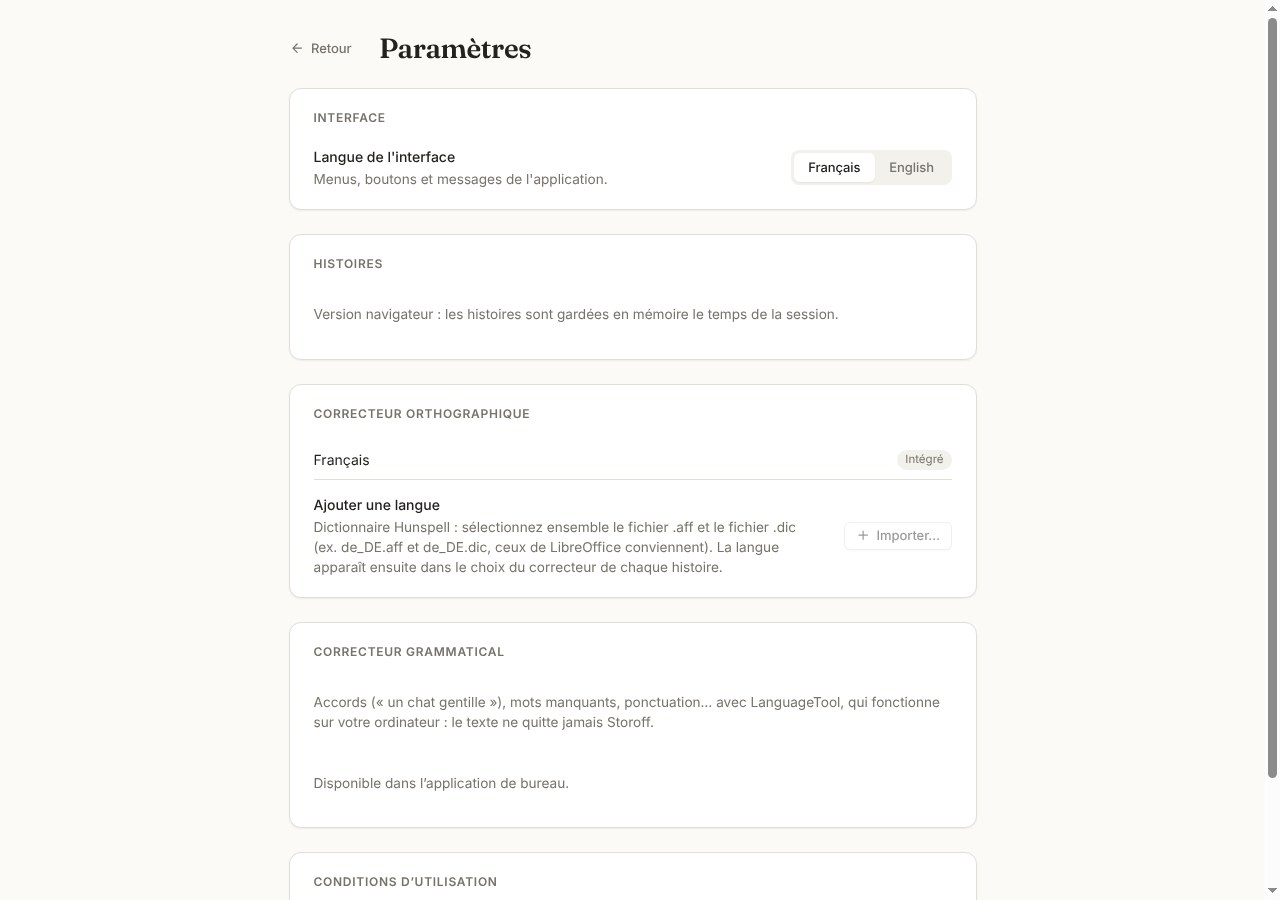 Retour
Paramètres
INTERFACE
Langue de l'interface
Menus, boutons et messages de l'application.
Français
English
HISTOIRES
Version navigateur : les histoires sont gardées en mémoire le temps de la session.
CORRECTEUR ORTHOGRAPHIQUE
Français
Intégré
Ajouter une langue
Dictionnaire Hunspell : sélectionnez ensemble le fichier .aff et le fichier .dic
(ex. de_DE.aff et de_DE.dic, ceux de LibreOffice conviennent). La langue
apparaît ensuite dans le choix du correcteur de chaque histoire.
Importer...
CORRECTEUR GRAMMATICAL
Accords (« un chat gentille »), mots manquants, ponctuation... avec LanguageTool, qui fonctionne
sur votre ordinateur : le texte ne quitte jamais Storoff.
Disponible dans l’application de bureau.
CONDITIONS D’UTILISATION